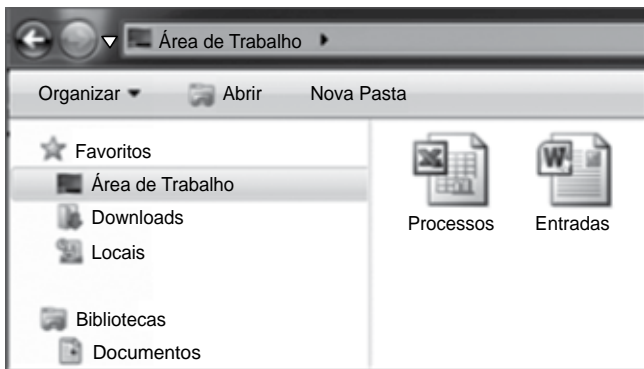 Área de Trabalho
Organizar Abrir Nova Pasta
Favoritos
Área de Trabalho
Downloads
Locais
Bibliotecas
Documentos
Processos Entradas